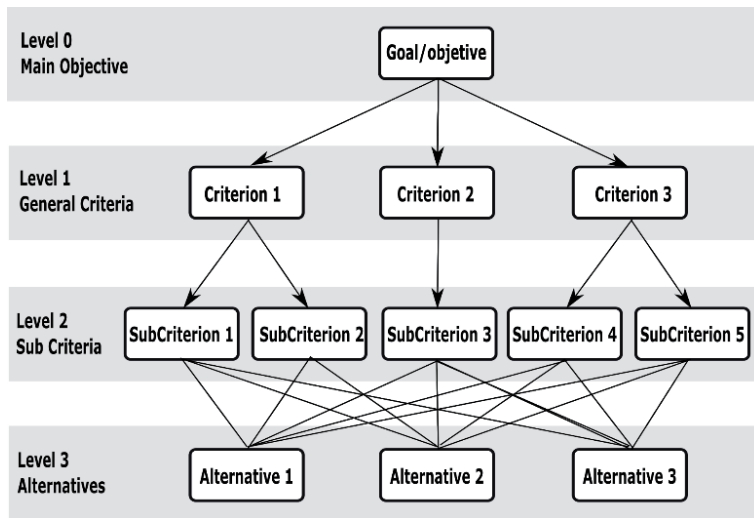 Level 0
Main Objective
Goal/objetive
Level 1
General Criteria
Criterion 1
Criterion 2
Criterion 3
Level 2
Sub Criteria
SubCriterion 1
SubCriterion 2
SubCriterion 3
SubCriterion 4
SubCriterion 5
Level 3
Alternatives
Alternative 1
Alternative 2
Alternative 3